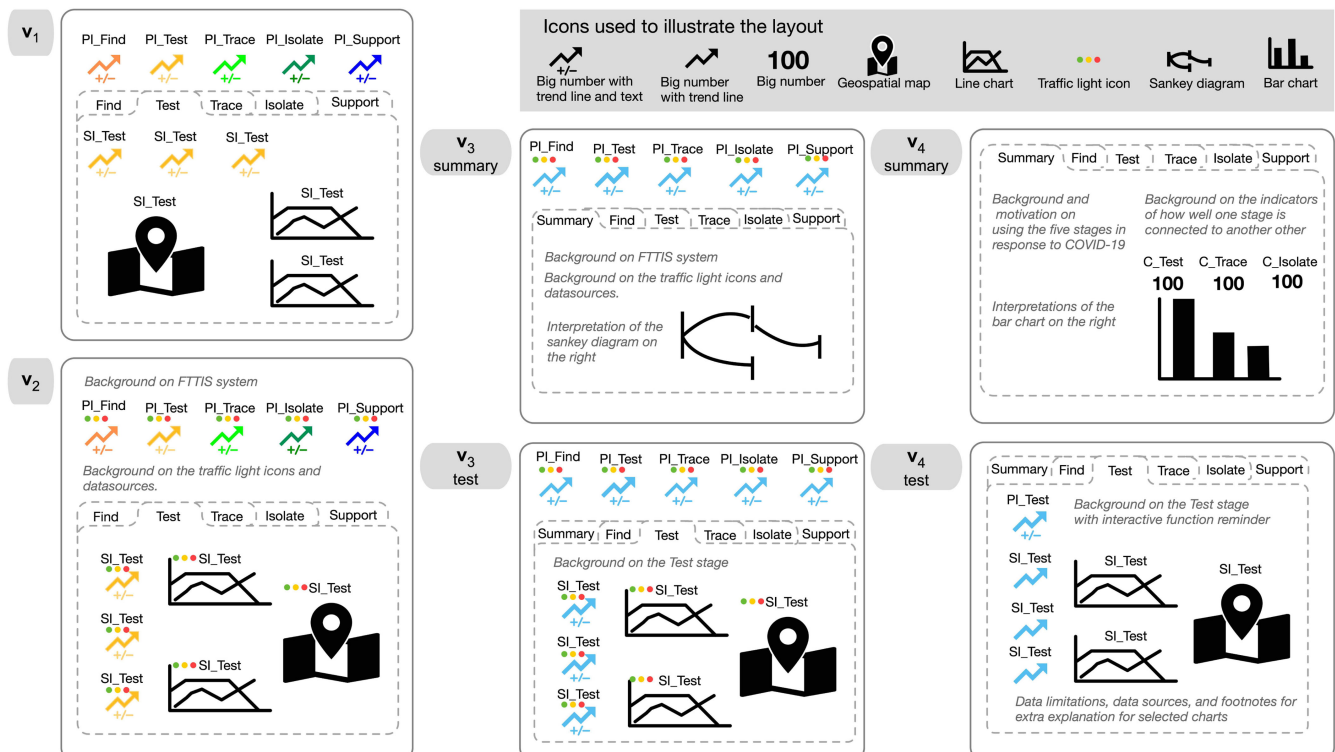 v1
PI_Find PI_Test PI_Trace PI_Isolate PI_Support
+/– +/– +/– +/– +/–
Find Test Trace Isolate Support
SI_Test SI_Test SI_Test
SI_Test
SI_Test
SI_Test
Icons used to illustrate the layout
+/–
100
Big number with
trend line and text
Big number
with trend line
Big number
Geospatial map
Line chart
Traffic light icon
Sankey diagram
Bar chart
v2
Background on FTTIS system
PI_Find PI_Test PI_Trace PI_Isolate PI_Support
+/– +/– +/– +/– +/–
Background on the traffic light icons and
datasources.
Find Test Trace Isolate Support
SI_Test
+/–
SI_Test
+/–
SI_Test
+/–
SI_Test
SI_Test
SI_Test
v3
summary
PI_Find PI_Test PI_Trace PI_Isolate PI_Support
+/– +/– +/– +/– +/–
Summary Find Test Trace Isolate Support
Background on FTTIS system
Background on the traffic light icons and
datasources.
Interpretation of the
sankey diagram on
the right
v4
summary
Summary Find Test Trace Isolate Support
Background and
motivation on
using the five stages in
response to COVID-19
Background on the indicators
of how well one stage is
connected to another other
C_Test C_Trace C_Isolate
100 100 100
Interpretations of the
bar chart on the right
v3
test
PI_Find PI_Test PI_Trace PI_Isolate PI_Support
+/– +/– +/– +/– +/–
Summary Find Test Trace Isolate Support
Background on the Test stage
SI_Test
+/–
SI_Test
+/–
SI_Test
+/–
SI_Test
SI_Test
SI_Test
v4
test
Summary Find Test Trace Isolate Support
PI_Test
+/–
Background on the Test stage
with interactive function reminder
SI_Test
SI_Test
SI_Test
SI_Test
SI_Test
SI_Test
Data limitations, data sources, and footnotes for
extra explanation for selected charts